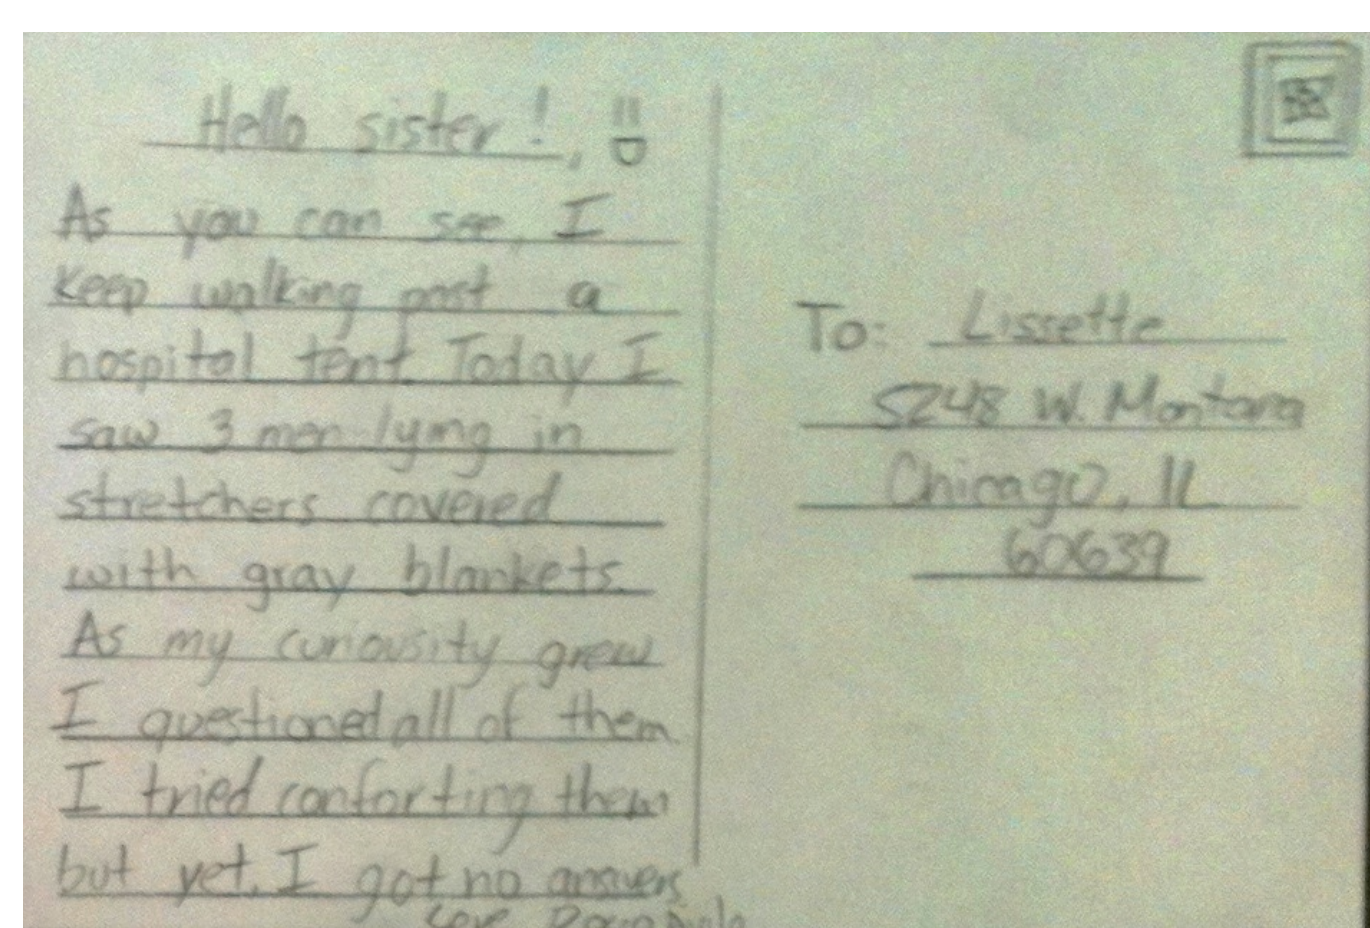 Hello sister!, =D
As you can see, I
keep walking past a
hospital tent. Today I
saw 3 men lying in
stretchers covered
with gray blankets.
As my curiousity grew
I questioned all of them.
I tried conforting them
but yet, I got no answers.
Love
To: Lissette
5248 W. Montana
Chicago, IL
60639